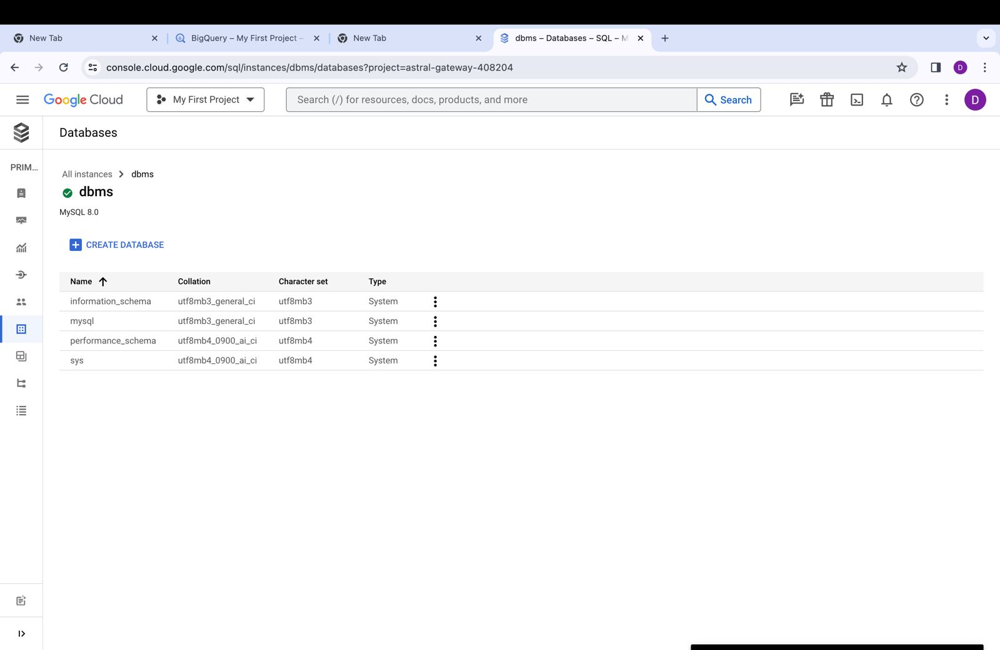 New Tab
BigQuery – My First Project –
New Tab
dbms – Databases – SQL – M
console.cloud.google.com/sql/instances/dbms/databases?project=astral-gateway-408204
D
Google Cloud
My First Project
Search (/) for resources, docs, products, and more
Search
D
Databases
PRIM...
All instances > dbms
dbms
MySQL 8.0
CREATE DATABASE
Name Collation Character set Type
information_schema utf8mb3_general_ci utf8mb3 System
mysql utf8mb3_general_ci utf8mb3 System
performance_schema utf8mb4_0900_ai_ci utf8mb4 System
sys utf8mb4_0900_ai_ci utf8mb4 System